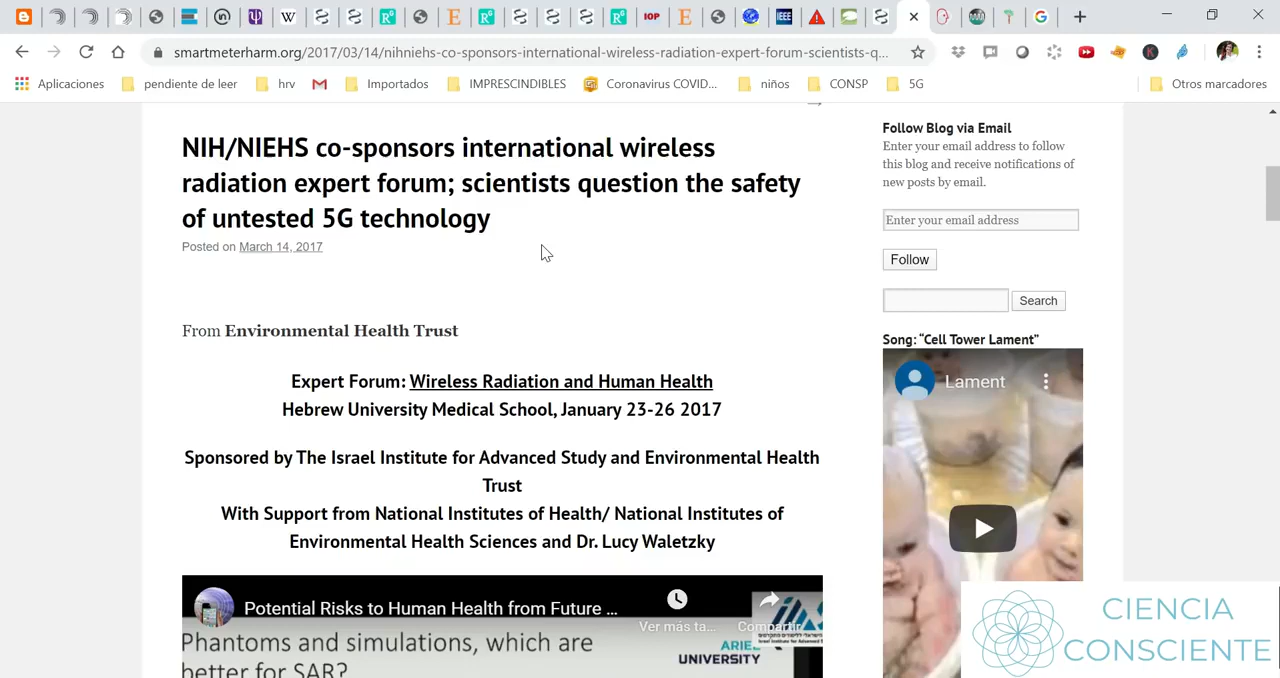 IOP
IEEE
smartmeterharm.org/2017/03/14/nihniehs-co-sponsors-international-wireless-radiation-expert-forum-scientists-q...
Aplicaciones
pendiente de leer
hrv
Importados
IMPRESCINDIBLES
Coronavirus COVID...
niños
CONSP
5G
Otros marcadores
NIH/NIEHS co-sponsors international wireless
radiation expert forum; scientists question the safety
of untested 5G technology
Posted on March 14, 2017
From Environmental Health Trust
Expert Forum: Wireless Radiation and Human Health
Hebrew University Medical School, January 23-26 2017
Sponsored by The Israel Institute for Advanced Study and Environmental Health
Trust
With Support from National Institutes of Health/ National Institutes of
Environmental Health Sciences and Dr. Lucy Waletzky
Potential Risks to Human Health from Future ...
Ver más ta...
Compartir
Phantoms and simulations, which are
better for SAR?
ARIEL
UNIVERSITY
Follow Blog via Email
Enter your email address to follow
this blog and receive notifications of
new posts by email.
Enter your email address
Follow
Search
Song: “Cell Tower Lament”
Lament
CIENCIA
CONSCIENTE